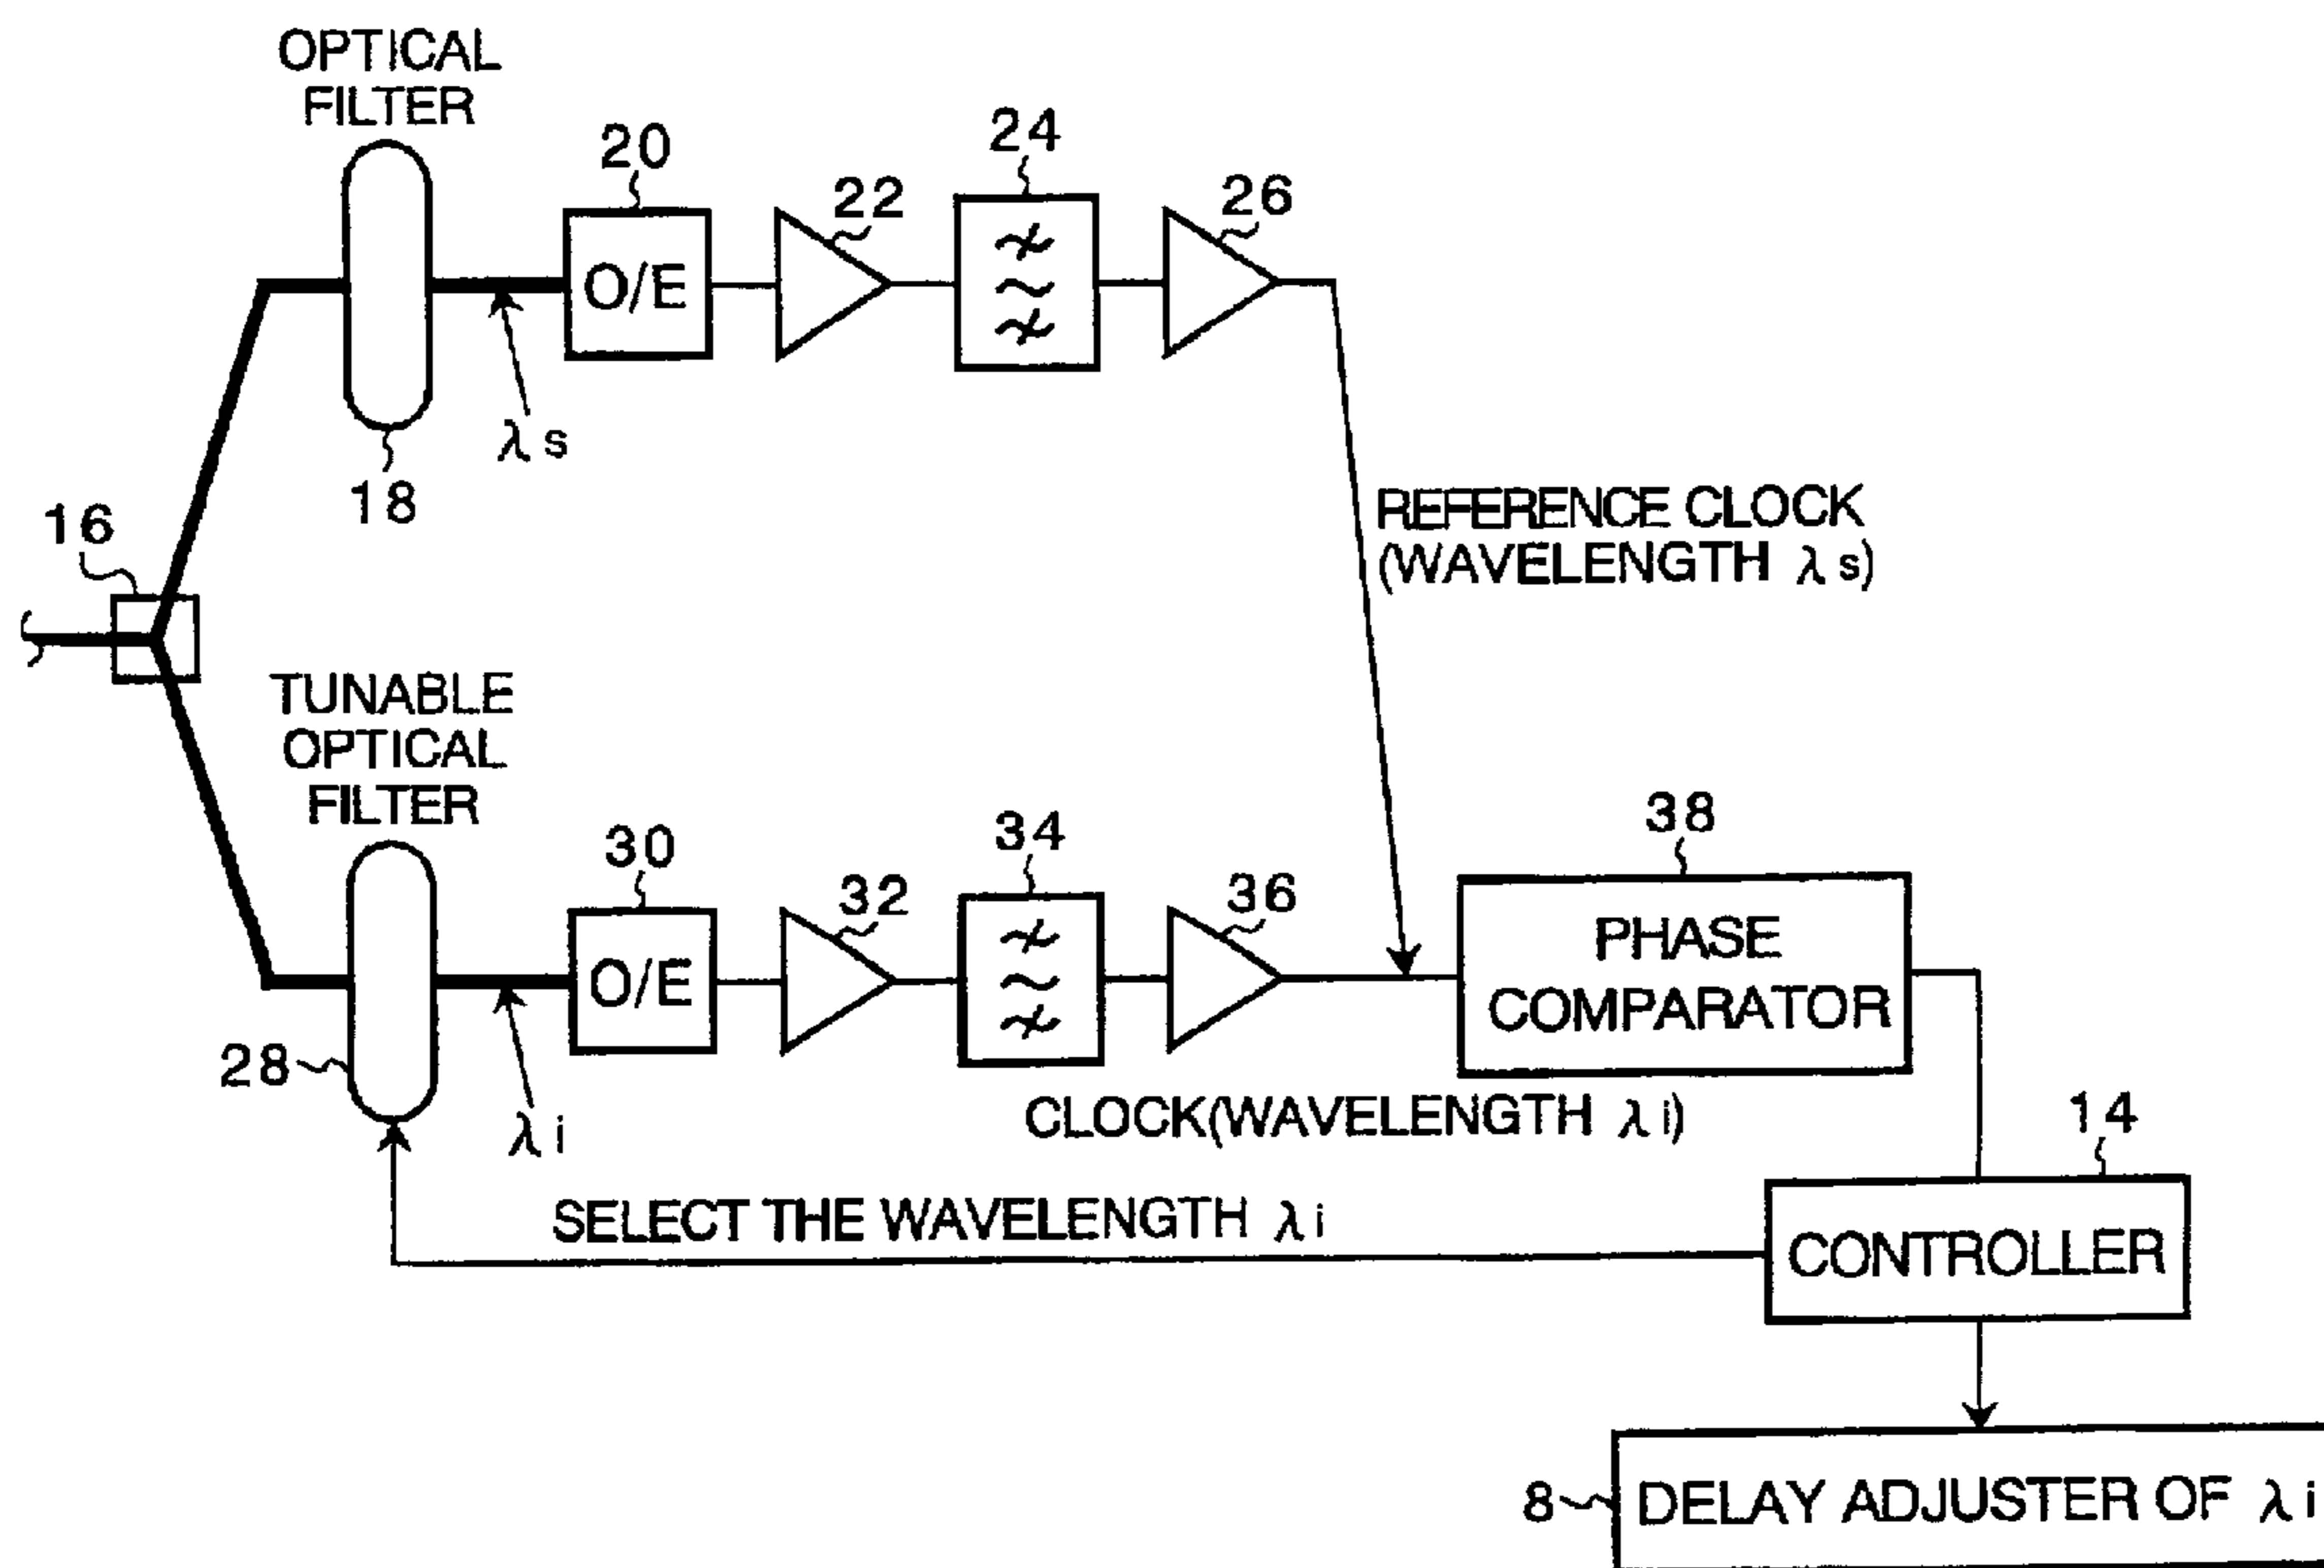 OPTICAL
FILTER
20
22
24
26
O/E
λs
18
16
REFERENCE CLOCK
(WAVELENGTH λs)
TUNABLE
OPTICAL
FILTER
30
32
34
36
38
O/E
PHASE
COMPARATOR
28
λi
CLOCK(WAVELENGTH λi)
14
SELECT THE WAVELENGTH λi
CONTROLLER
8
DELAY ADJUSTER OF λi